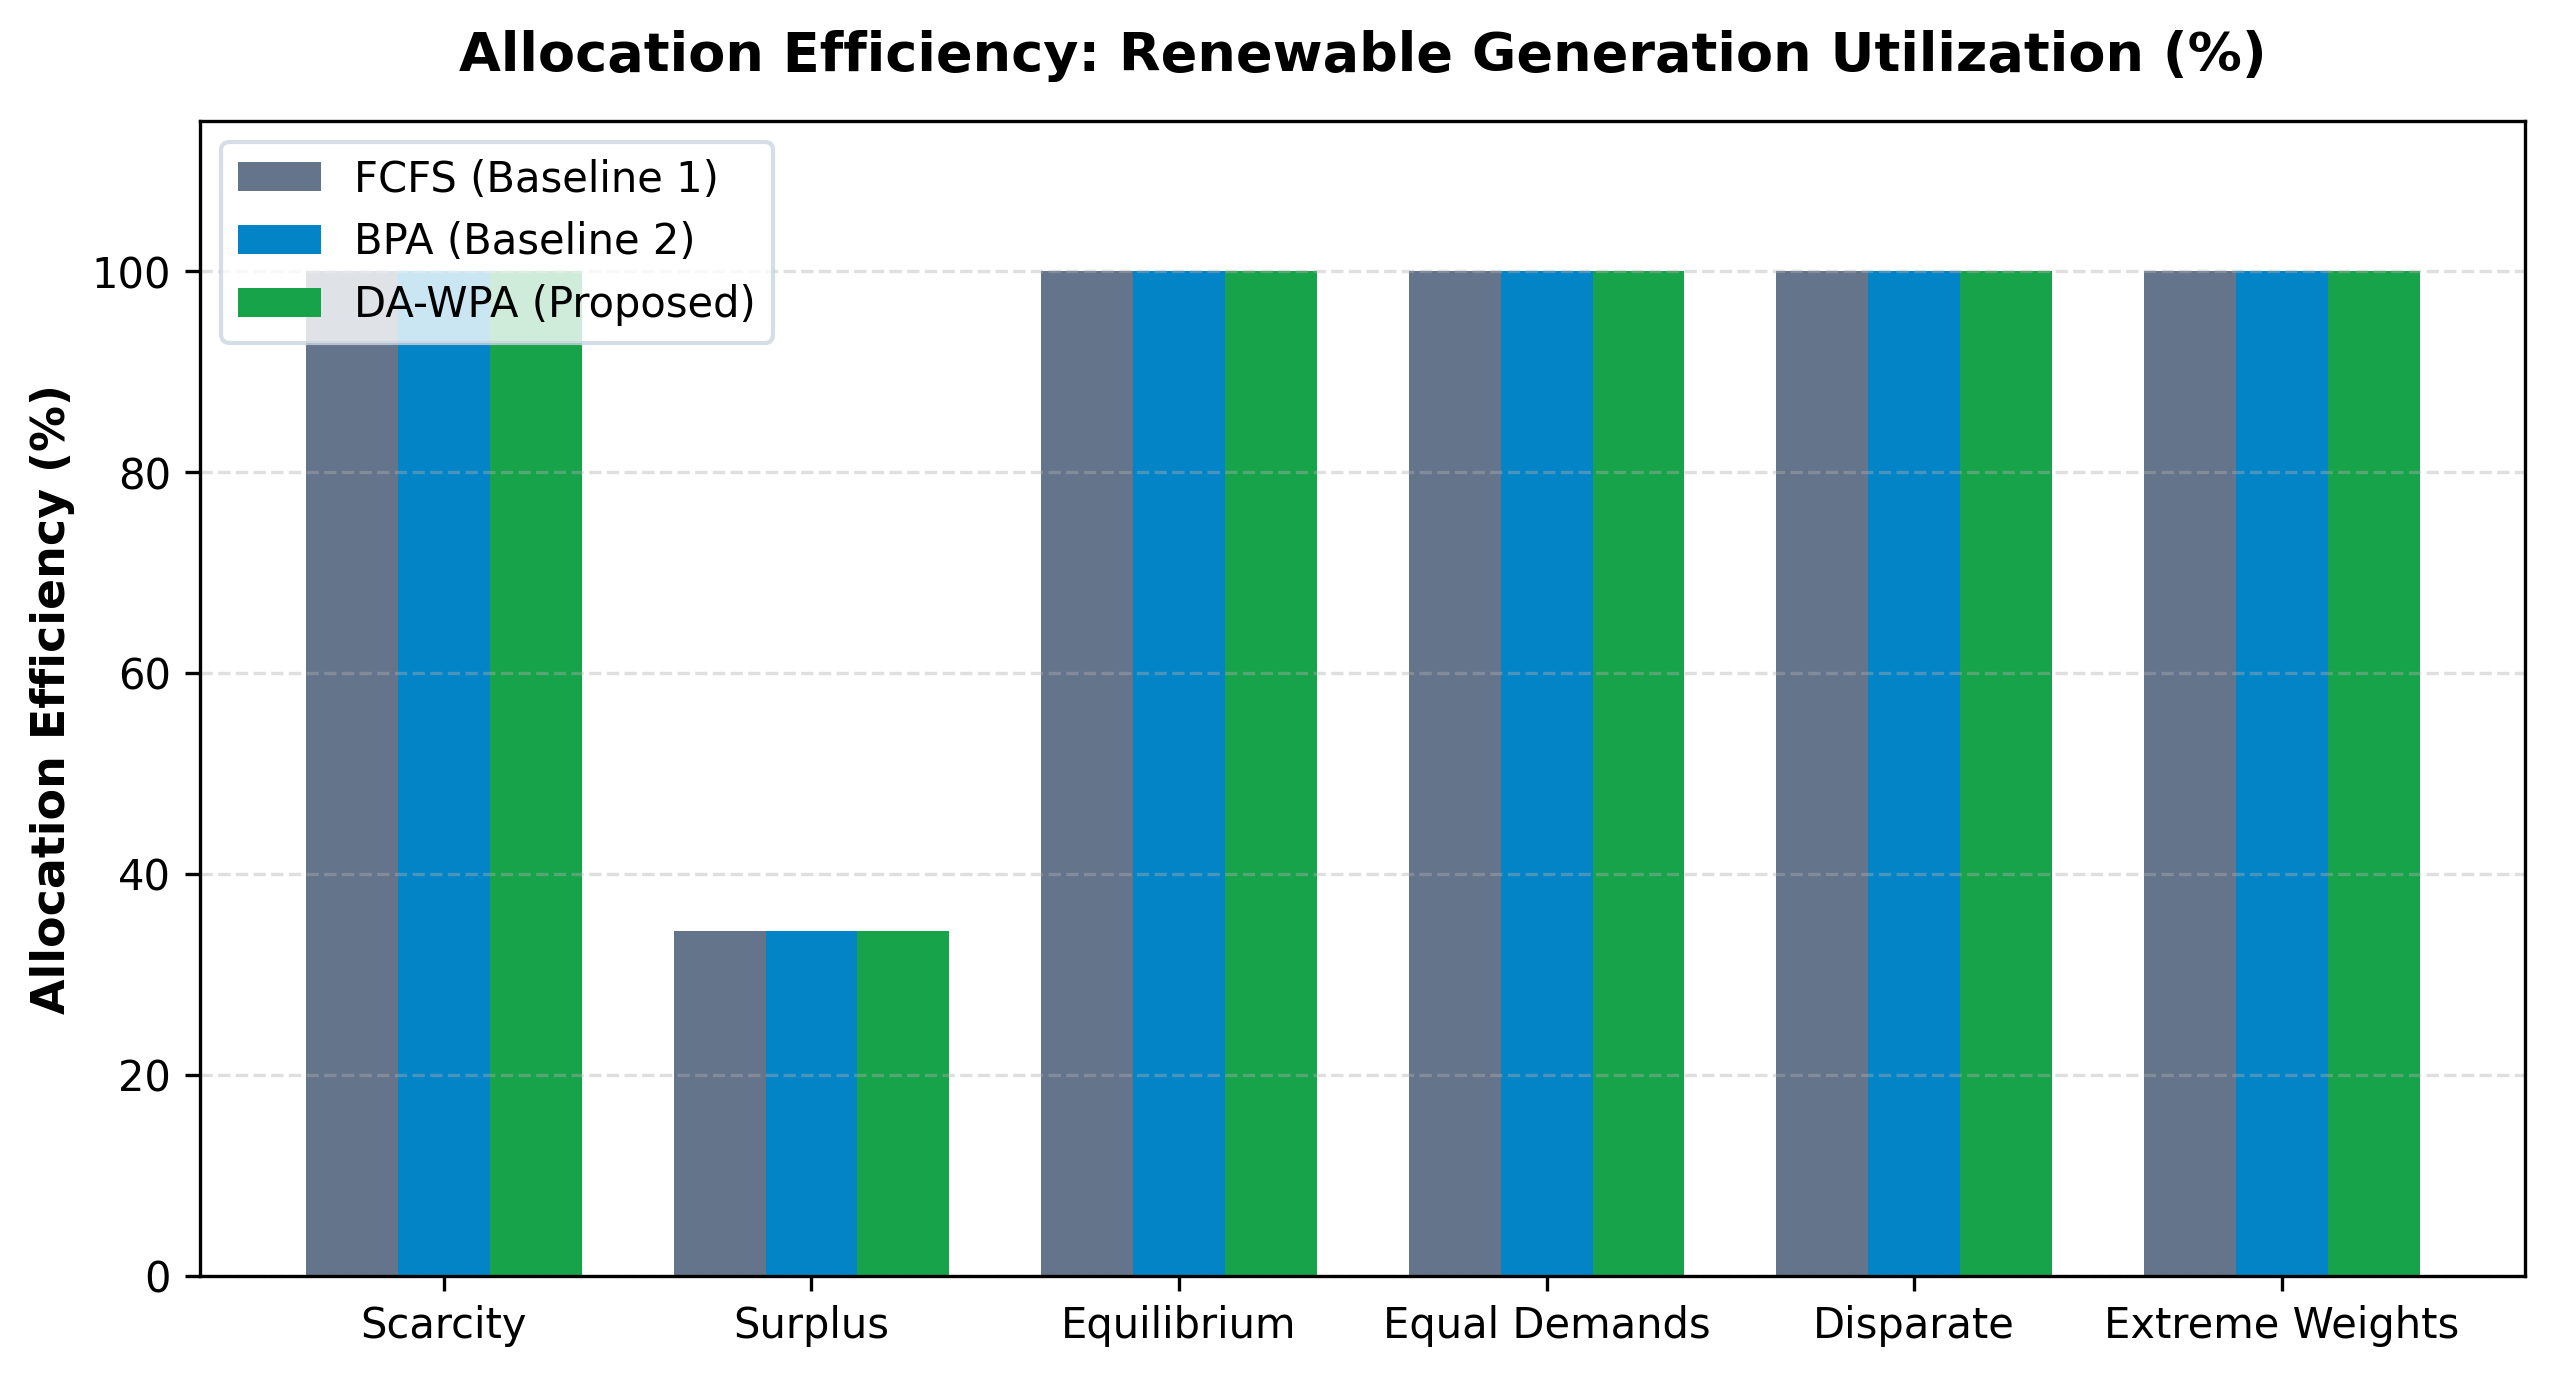 Allocation Efficiency: Renewable Generation Utilization (%)
FCFS (Baseline 1)
BPA (Baseline 2)
DA-WPA (Proposed)
Allocation Efficiency (%)
100
80
60
40
20
0
Scarcity Surplus Equilibrium Equal Demands Disparate Extreme Weights